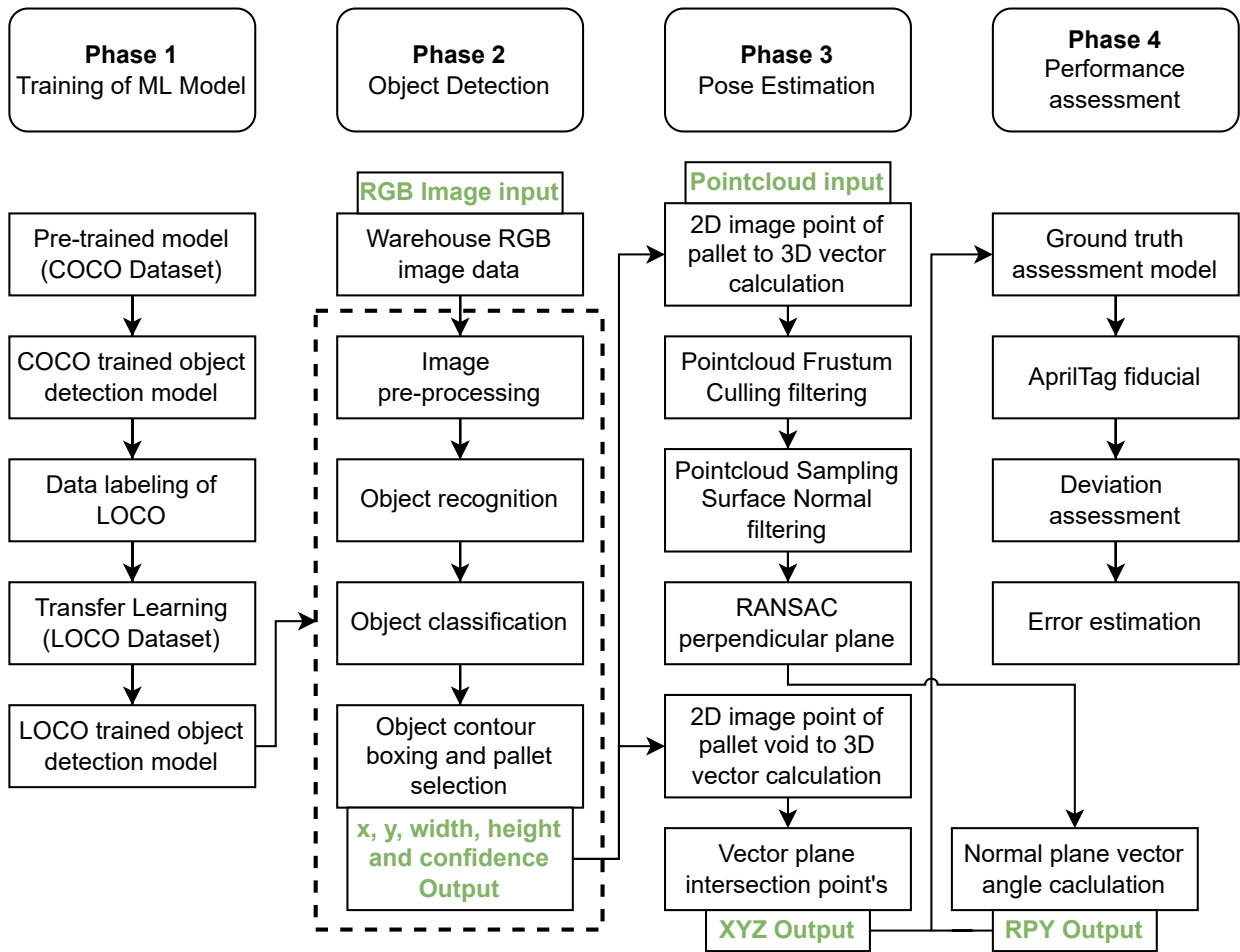 Phase 1
Training of ML Model
Phase 2
Object Detection
Phase 3
Pose Estimation
Phase 4
Performance
assessment
Pre-trained model
(COCO Dataset)
COCO trained object
detection model
Data labeling of
LOCO
Transfer Learning
(LOCO Dataset)
LOCO trained object
detection model
RGB Image input
Warehouse RGB
image data
Image
pre-processing
Object recognition
Object classification
Object contour
boxing and pallet
selection
x, y, width, height
and confidence
Output
Pointcloud input
2D image point of
pallet to 3D vector
calculation
Pointcloud Frustum
Culling filtering
Pointcloud Sampling
Surface Normal
filtering
RANSAC
perpendicular plane
2D image point of
pallet void to 3D
vector calculation
Vector plane
intersection point's
XYZ Output
Ground truth
assessment model
AprilTag fiducial
Deviation
assessment
Error estimation
Normal plane vector
angle caclulation
RPY Output